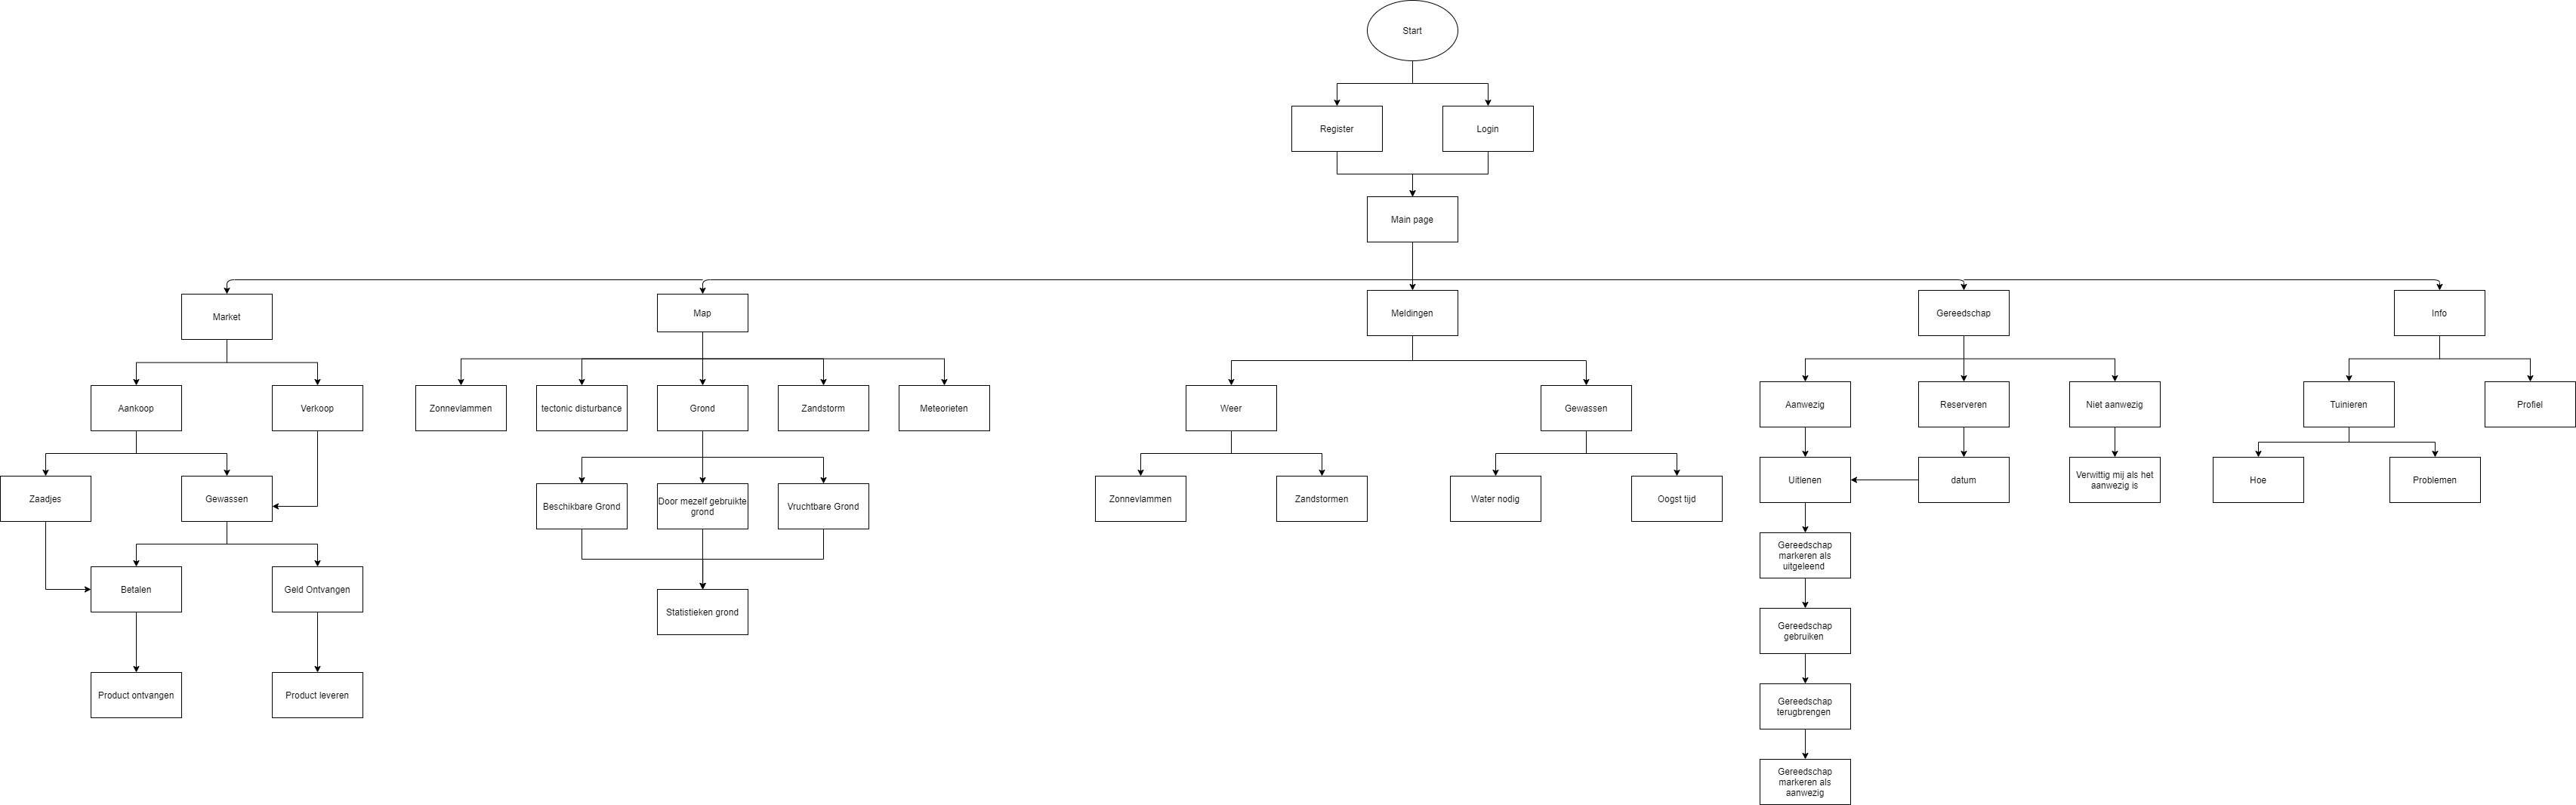 Start
Register
Login
Main page
Market
Map
Meldingen
Gereedschap
Info
Aankoop
Verkoop
Zonnevlammen
tectonic disturbance
Grond
Zandstorm
Meteorieten
Weer
Gewassen
Aanwezig
Reserveren
Niet aanwezig
Tuinieren
Profiel
Zaadjes
Gewassen
Beschikbare Grond
Door mezelf gebruikte
grond
Vruchtbare Grond
Zonnevlammen
Zandstormen
Water nodig
Oogst tijd
Uitlenen
datum
Verwittig mij als het
aanwezig is
Hoe
Problemen
Betalen
Geld Ontvangen
Statistieken grond
Gereedschap
markeren als
uitgeleend
Gereedschap
gebruiken
Product ontvangen
Product leveren
Gereedschap
terugbrengen
Gereedschap
markeren als
aanwezig